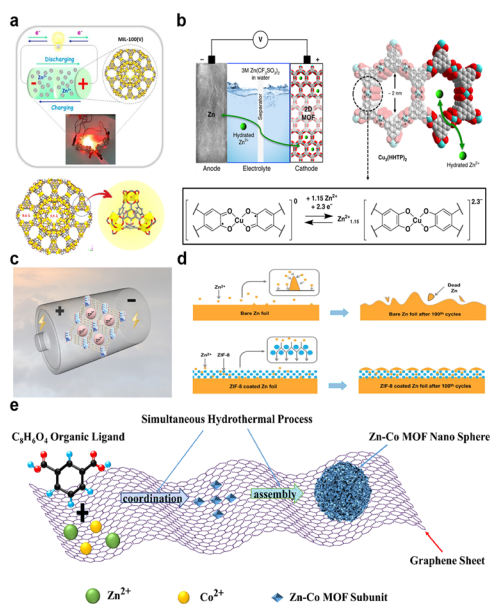 a
e⁻
e⁻
MIL-100(V)
Discharging
Zn²⁺
Zn²⁺
Charging
b
V
3M Zn(CF₃SO₃)₂
in water
Zn
Separator
2D MOF
Hydrated
Zn²⁺
Anode
Electrolyte
Cathode
~ 2 nm
Cu₃(HHTP)₂
Hydrated Zn²⁺
0
+ 1.15 Zn²⁺
+ 2.3 e⁻
Zn²⁺₁.₁₅
2.3⁻
Cu
Cu
c
d
Zn²⁺
Dead
Zn
Bare Zn foil
Bare Zn foil after 100ᵗʰ cycles
Zn²⁺
ZIF-8
ZIF-8 coated Zn foil
ZIF-8 coated Zn foil after 100ᵗʰ cycles
e
Simultaneous Hydrothermal Process
C₈H₆O₄ Organic Ligand
Zn-Co MOF Nano Sphere
coordination
assembly
Graphene Sheet
Zn²⁺
Co²⁺
Zn-Co MOF Subunit